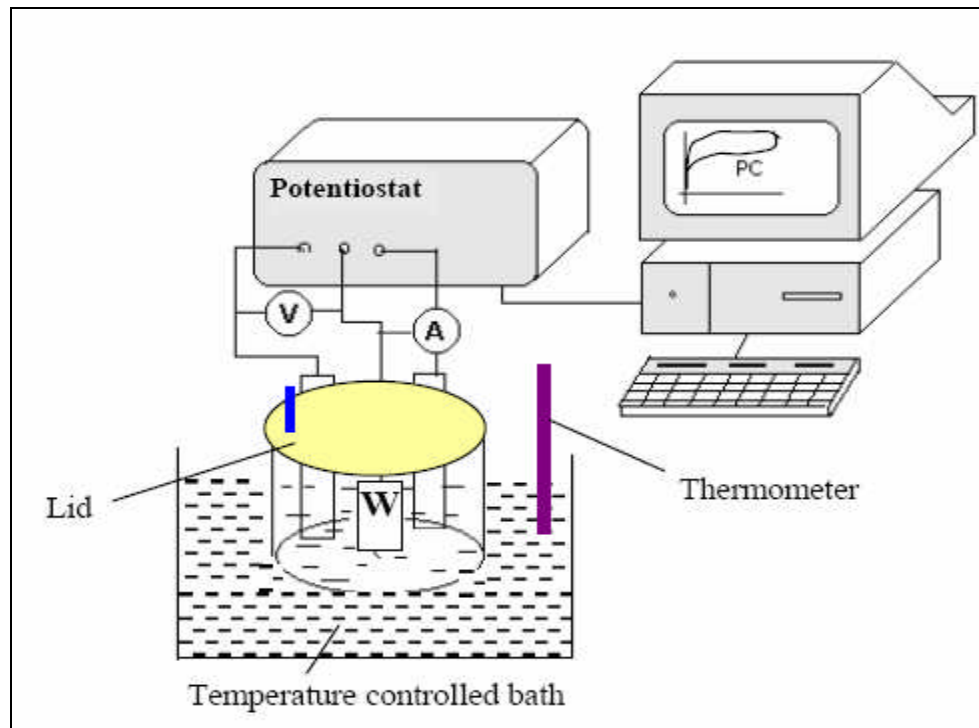 Potentiostat
PC
V
A
W
Lid
Thermometer
Temperature controlled bath